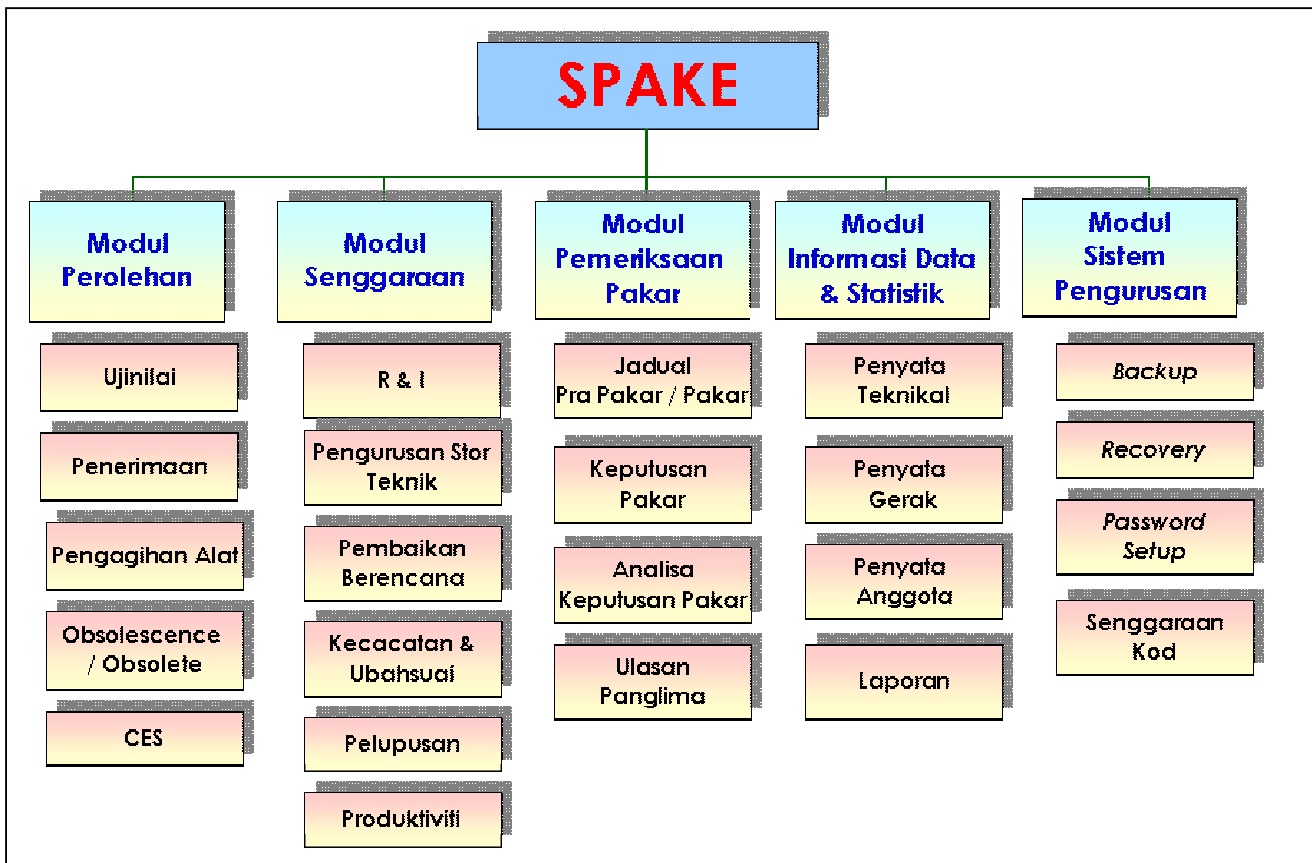 SPAKE
Modul
Perolehan
Ujinilai
Penerimaan
Pengagihan Alat
Obsolescence
/ Obsolete
CES
Modul
Senggaraan
R & I
Pengurusan Stor
Teknik
Pembaikan
Berencana
Kecacatan &
Ubahsuai
Pelupusan
Produktiviti
Modul
Pemeriksaan
Pakar
Jadual
Pra Pakar / Pakar
Keputusan
Pakar
Analisa
Keputusan Pakar
Ulasan
Panglima
Modul
Informasi Data
& Statistik
Penyata
Teknikal
Penyata
Gerak
Penyata
Anggota
Laporan
Modul
Sistem
Pengurusan
Backup
Recovery
Password
Setup
Senggaraan
Kod